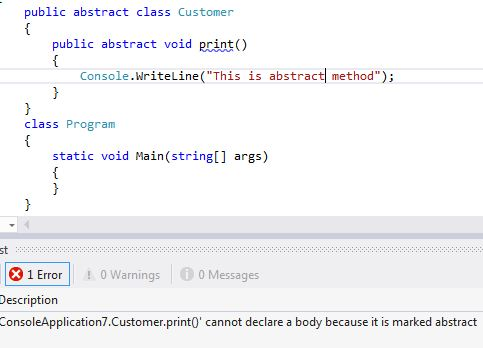 public abstract class Customer
{
public abstract void print()
{
Console.WriteLine("This is abstract method");
}
}
class Program
{
static void Main(string[] args)
{
}
}
st
1 Error
0 Warnings
0 Messages
Description
ConsoleApplication7.Customer.print()' cannot declare a body because it is marked abstract